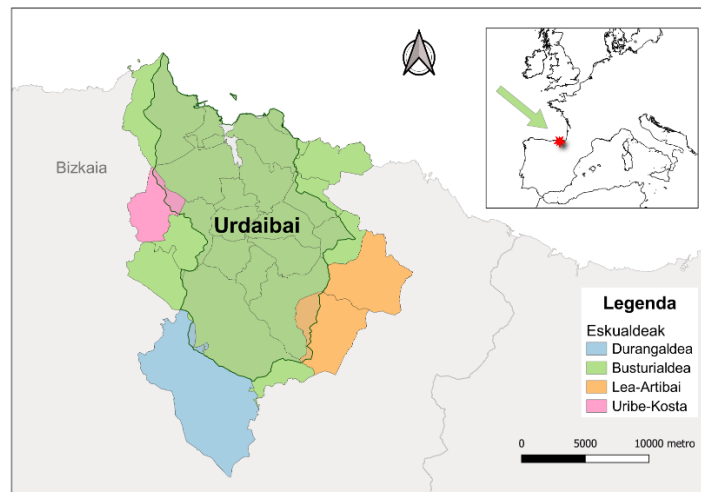 Bizkaia
Urdaibai
Legenda
Eskualdeak
Durangaldea
Busturialdea
Lea-Artibai
Uribe-Kosta
0 5000 10000 metro